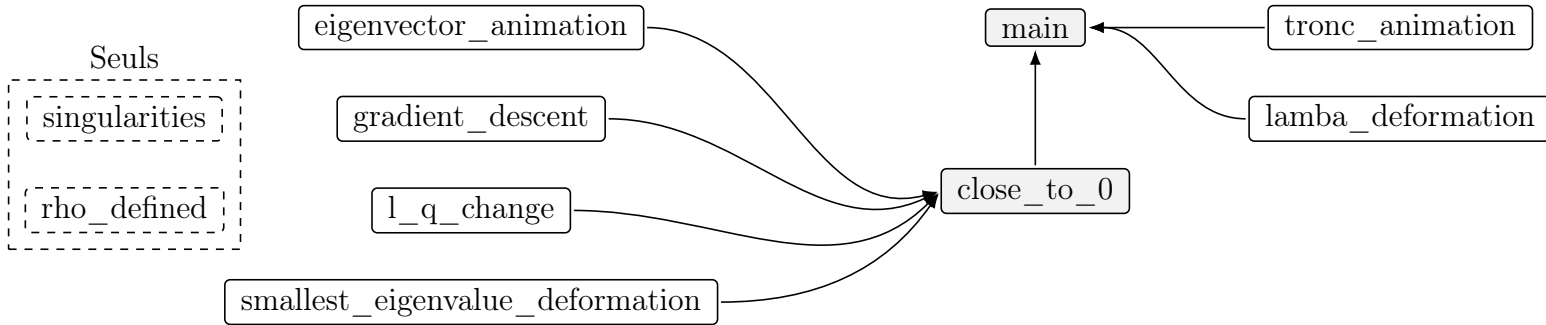 Seuls
singularities
rho_defined
eigenvector_animation
gradient_descent
l_q_change
smallest_eigenvalue_deformation
main
close_to_0
tronc_animation
lamba_deformation